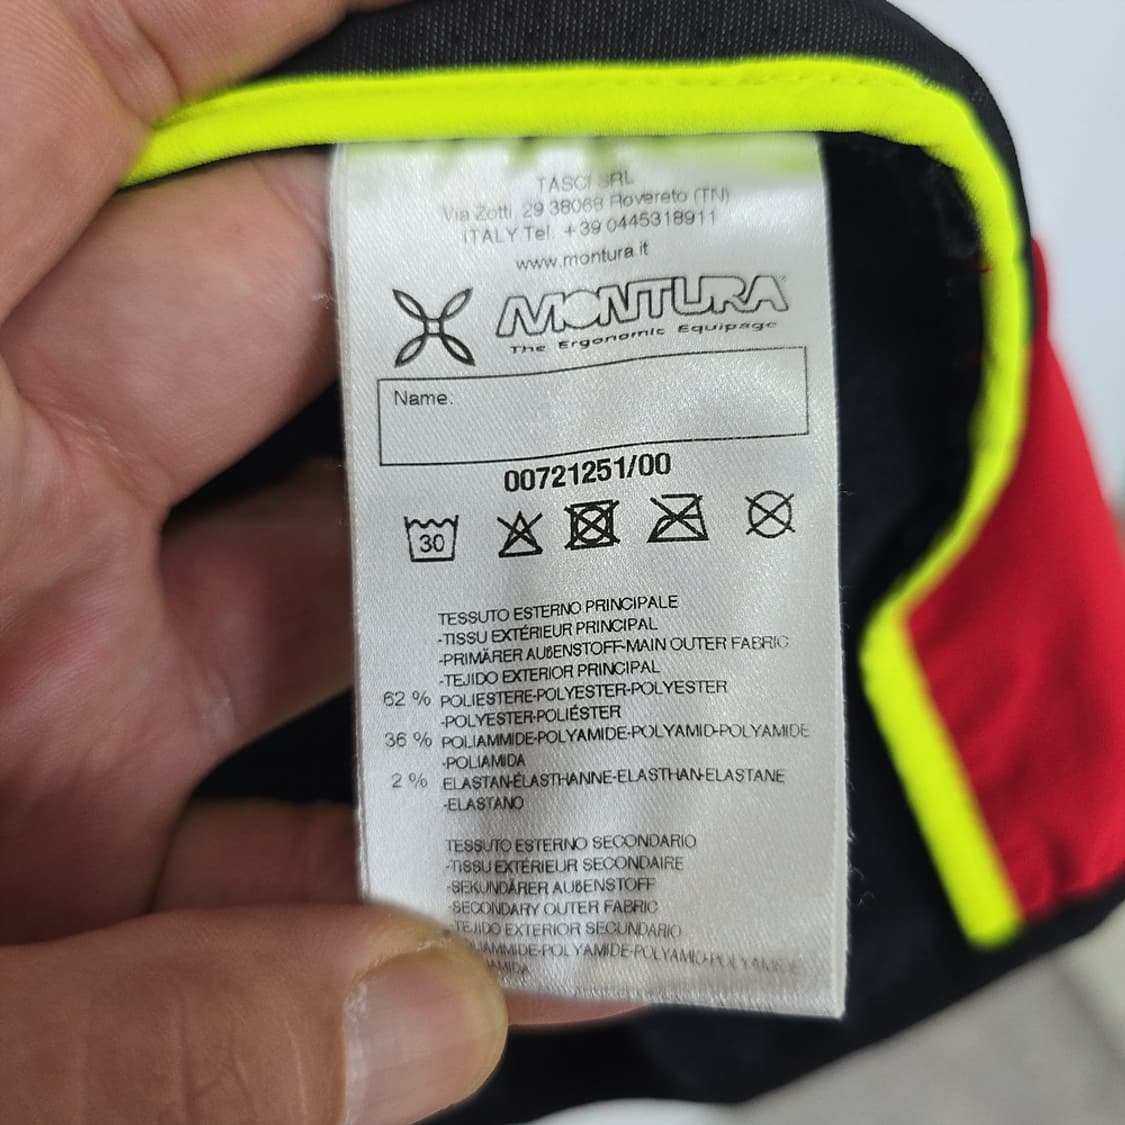 TASCI SRL
Via Zotti, 29 38068 Rovereto (TN)
ITALY Tel. +39 0445318911
www.montura.it
MONTURA
The Ergonomic Equipage
Name.
00721251/00
30
TESSUTO ESTERNO PRINCIPALE
-TISSU EXTÉRIEUR PRINCIPAL
-PRIMÄRER AUßENSTOFF-MAIN OUTER FABRIC
-TEJIDO EXTERIOR PRINCIPAL
62 % POLIESTERE-POLYESTER-POLYESTER
-POLYESTER-POLIÉSTER
36 % POLIAMMIDE-POLYAMIDE-POLYAMID-POLYAMIDE
-POLIAMIDA
2 % ELASTAN-ÉLASTHANNE-ELASTHAN-ELASTANE
-ELASTANO
TESSUTO ESTERNO SECONDARIO
-TISSU EXTÉRIEUR SECONDAIRE
-SEKUNDÄRER AUßENSTOFF
-SECONDARY OUTER FABRIC
-TEJIDO EXTERIOR SECUNDARIO
-POLYAMIDE-POLYAMID-POLYAMIDE